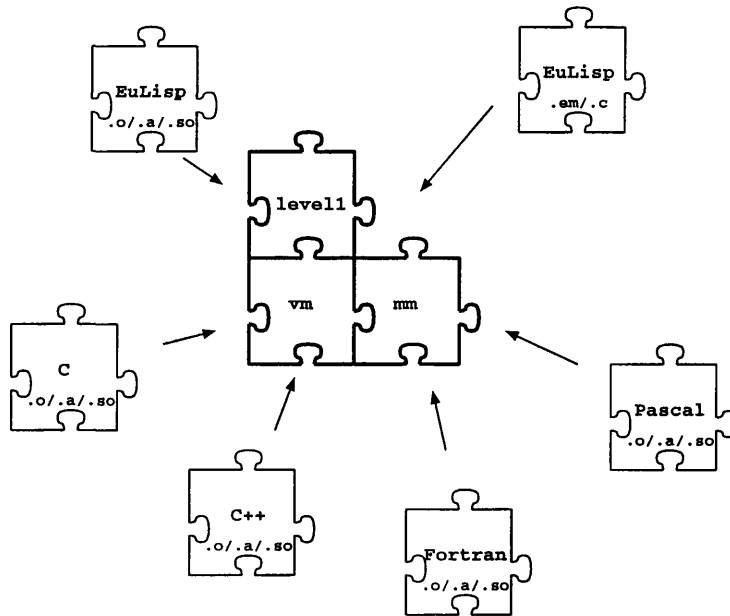 EuLisp
.o/.a/.so
EuLisp
.em/.c
level1
vm
mm
C
.o/.a/.so
Pascal
.o/.a/.so
C++
.o/.a/.so
Fortran
.o/.a/.so